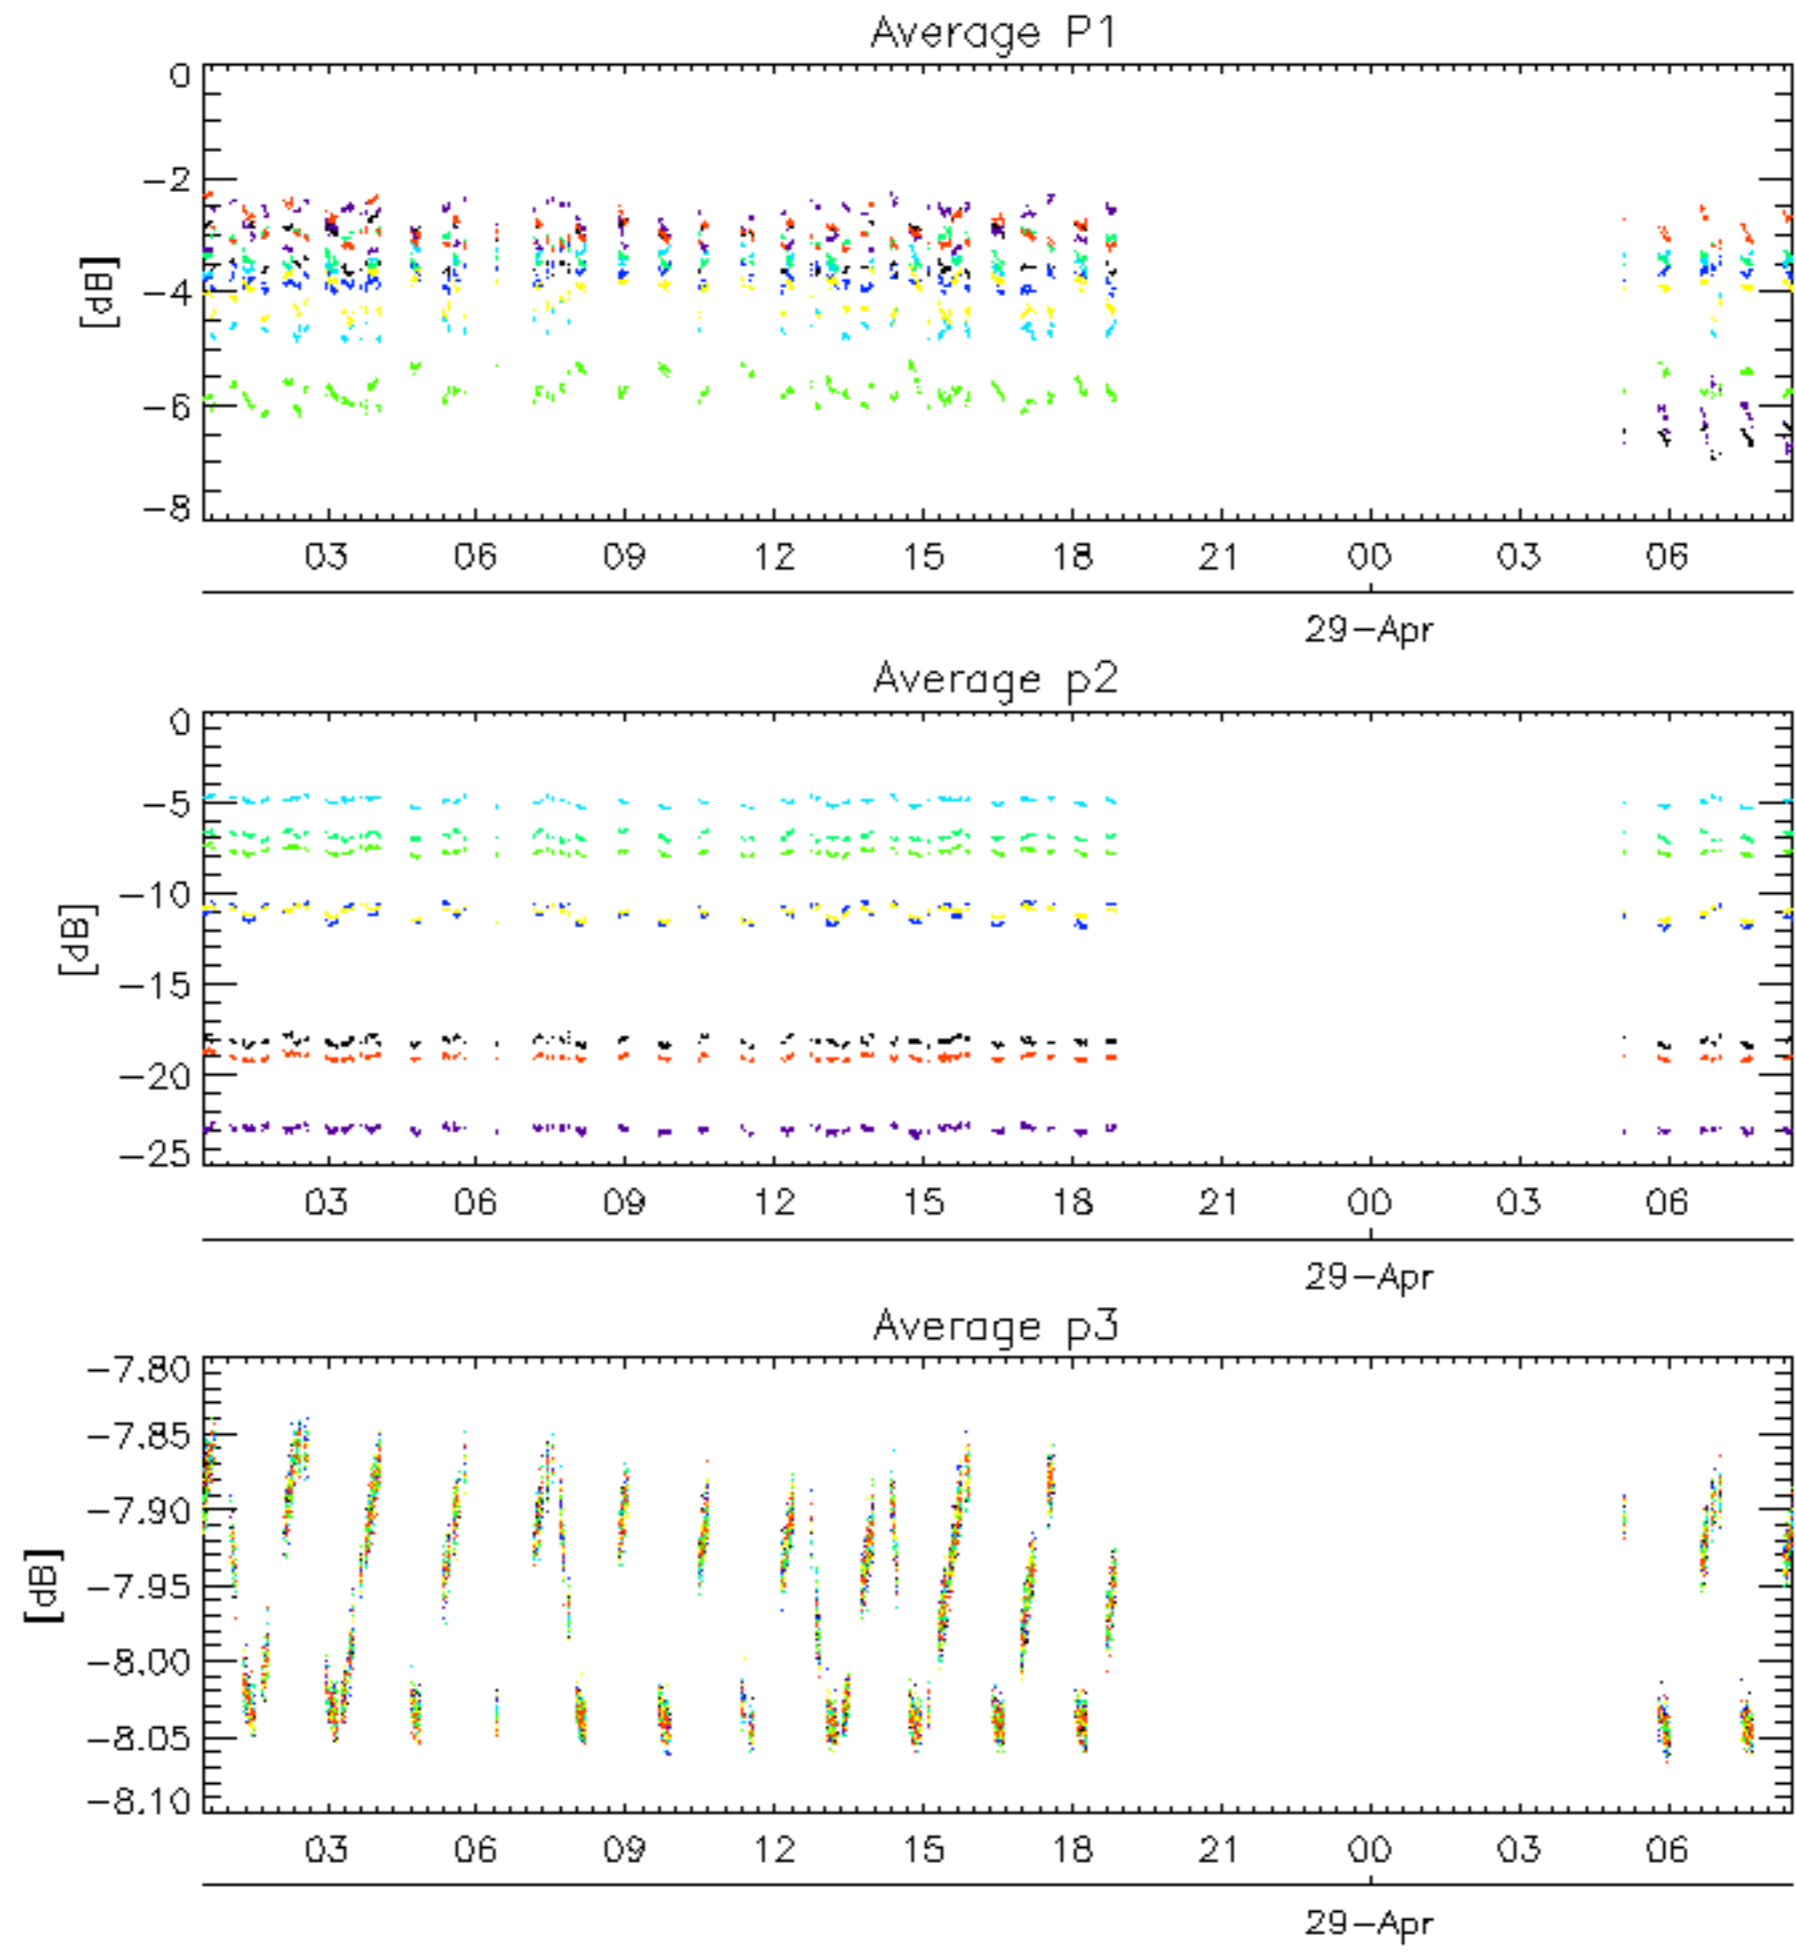 Average P1
0
−2
−4
−6
−8
[dB]
03 06 09 12 15 18 21 00 03 06
29−Apr
Average p2
0
−5
−10
−15
−20
−25
[dB]
03 06 09 12 15 18 21 00 03 06
29−Apr
Average p3
−7.80
−7.85
−7.90
−7.95
−8.00
−8.05
−8.10
[dB]
03 06 09 12 15 18 21 00 03 06
29−Apr